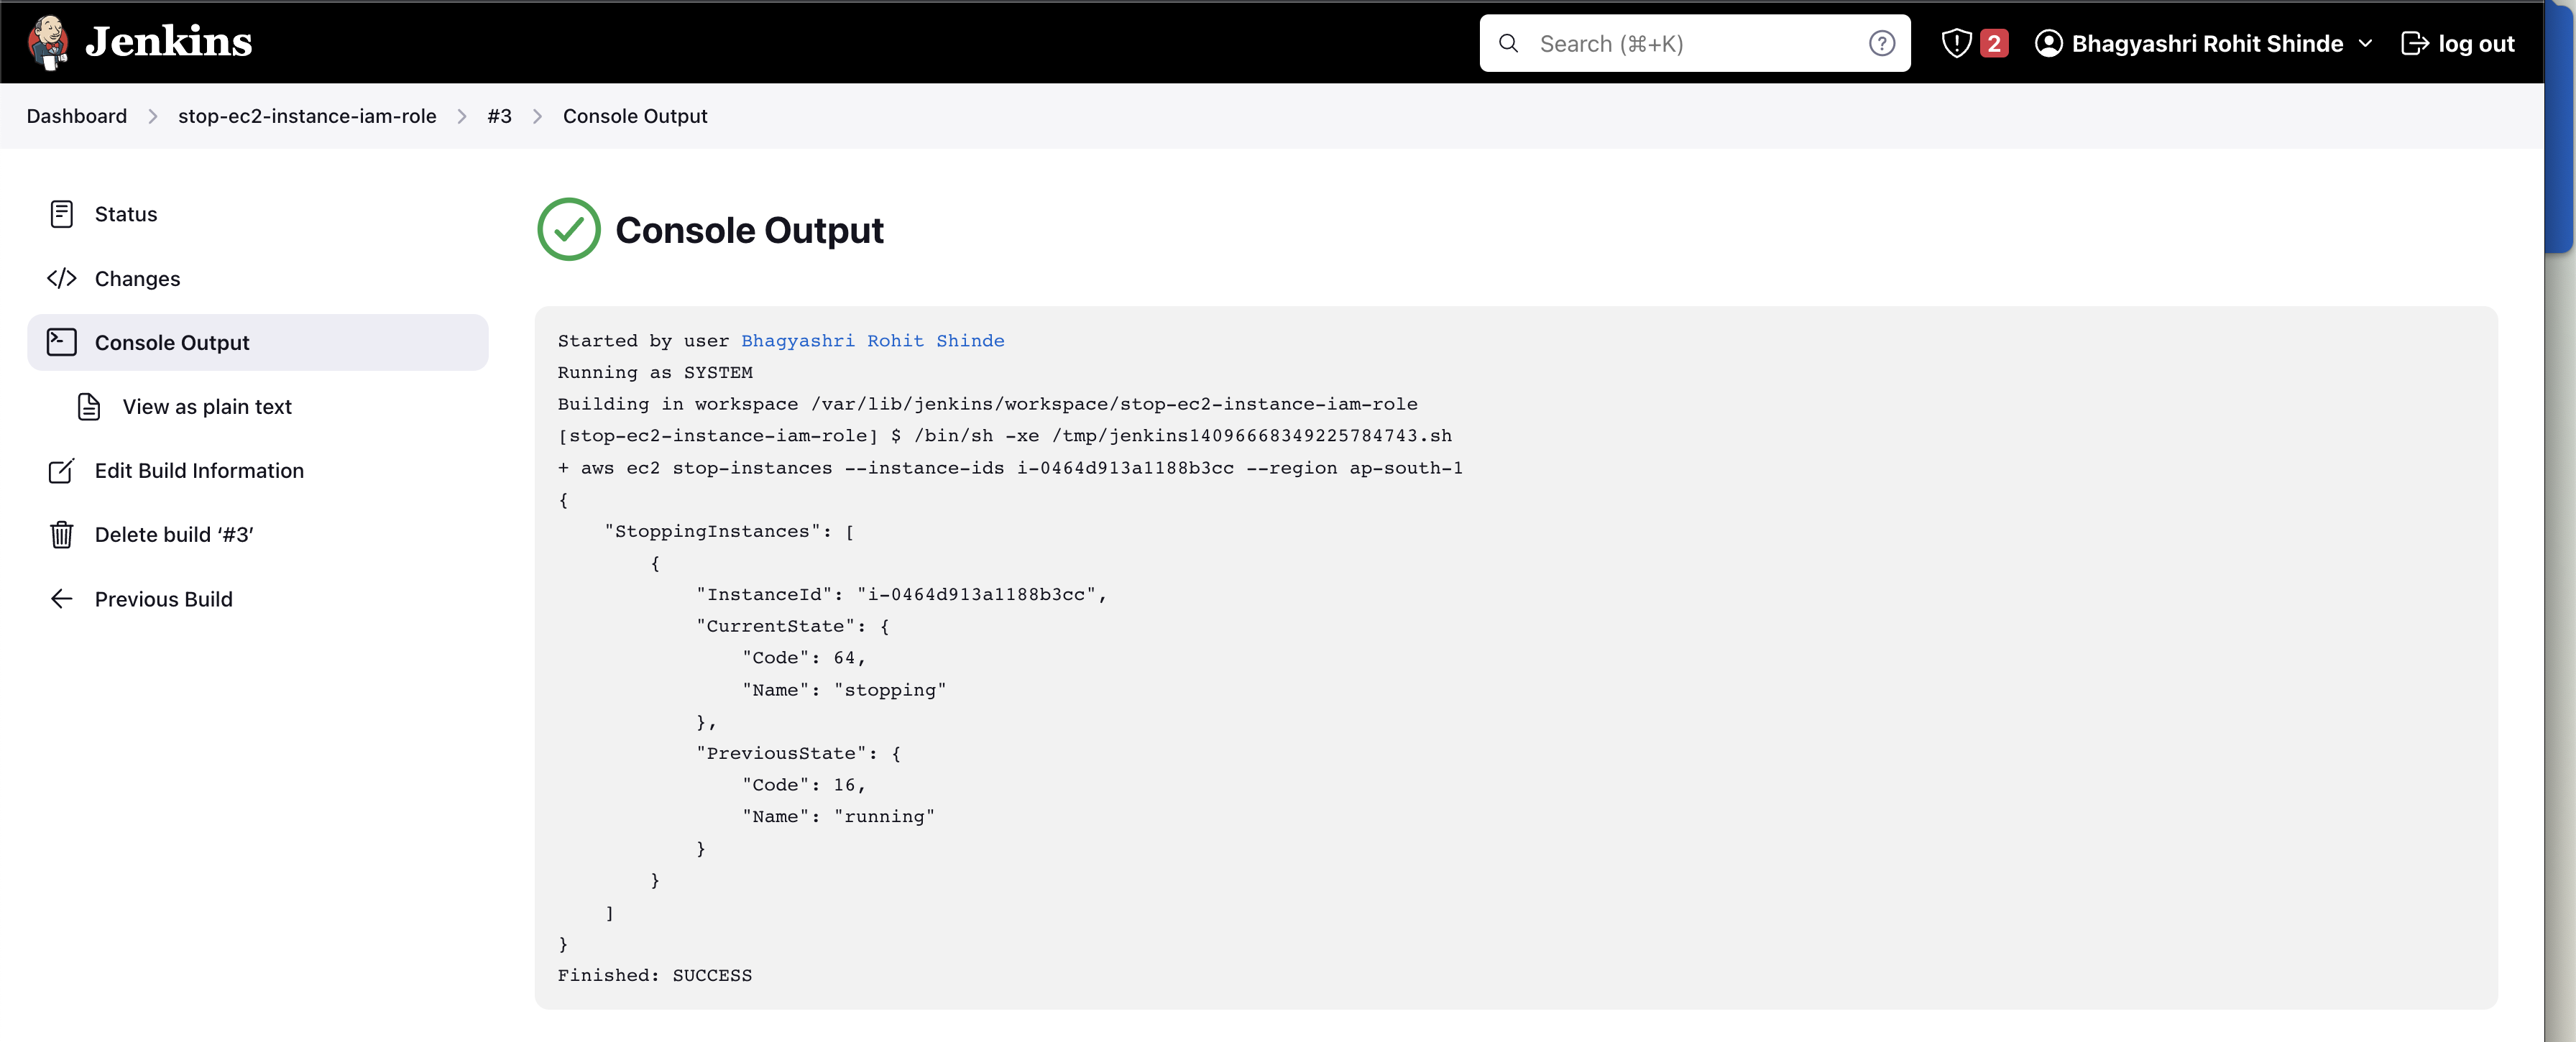 Jenkins
Search (⌘+K)
2
Bhagyashri Rohit Shinde
log out
Dashboard
stop-ec2-instance-iam-role
#3
Console Output
Status
Changes
Console Output
View as plain text
Edit Build Information
Delete build ‘#3’
Previous Build
Console Output
Started by user Bhagyashri Rohit Shinde
Running as SYSTEM
Building in workspace /var/lib/jenkins/workspace/stop-ec2-instance-iam-role
[stop-ec2-instance-iam-role] $ /bin/sh -xe /tmp/jenkins14096668349225784743.sh
+ aws ec2 stop-instances --instance-ids i-0464d913a1188b3cc --region ap-south-1
{
    "StoppingInstances": [
        {
            "InstanceId": "i-0464d913a1188b3cc",
            "CurrentState": {
                "Code": 64,
                "Name": "stopping"
            },
            "PreviousState": {
                "Code": 16,
                "Name": "running"
            }
        }
    ]
}
Finished: SUCCESS